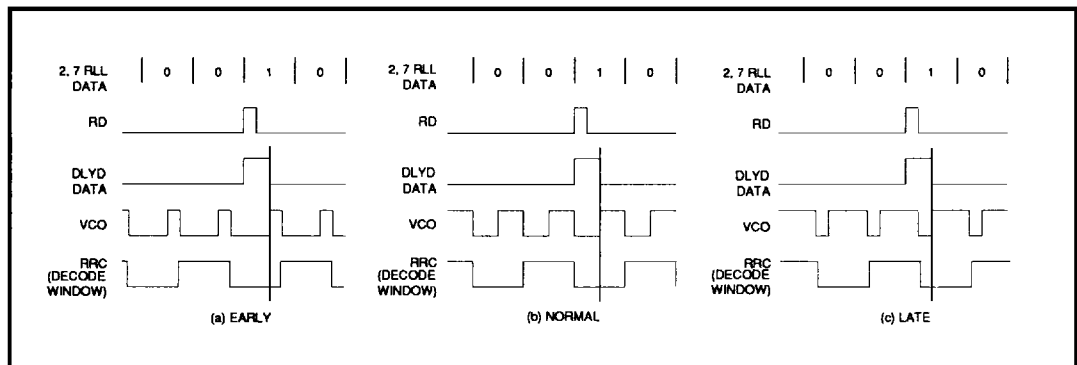 2, 7 RLL DATA | 0 | 0 | 1 | 0 |
RD
DLYD DATA
VCO
RRC (DECODE WINDOW)
(a) EARLY
2, 7 RLL DATA | 0 | 0 | 1 | 0 |
RD
DLYD DATA
VCO
RRC (DECODE WINDOW)
(b) NORMAL
2, 7 RLL DATA | 0 | 0 | 1 | 0 |
RD
DLYD DATA
VCO
RRC (DECODE WINDOW)
(c) LATE